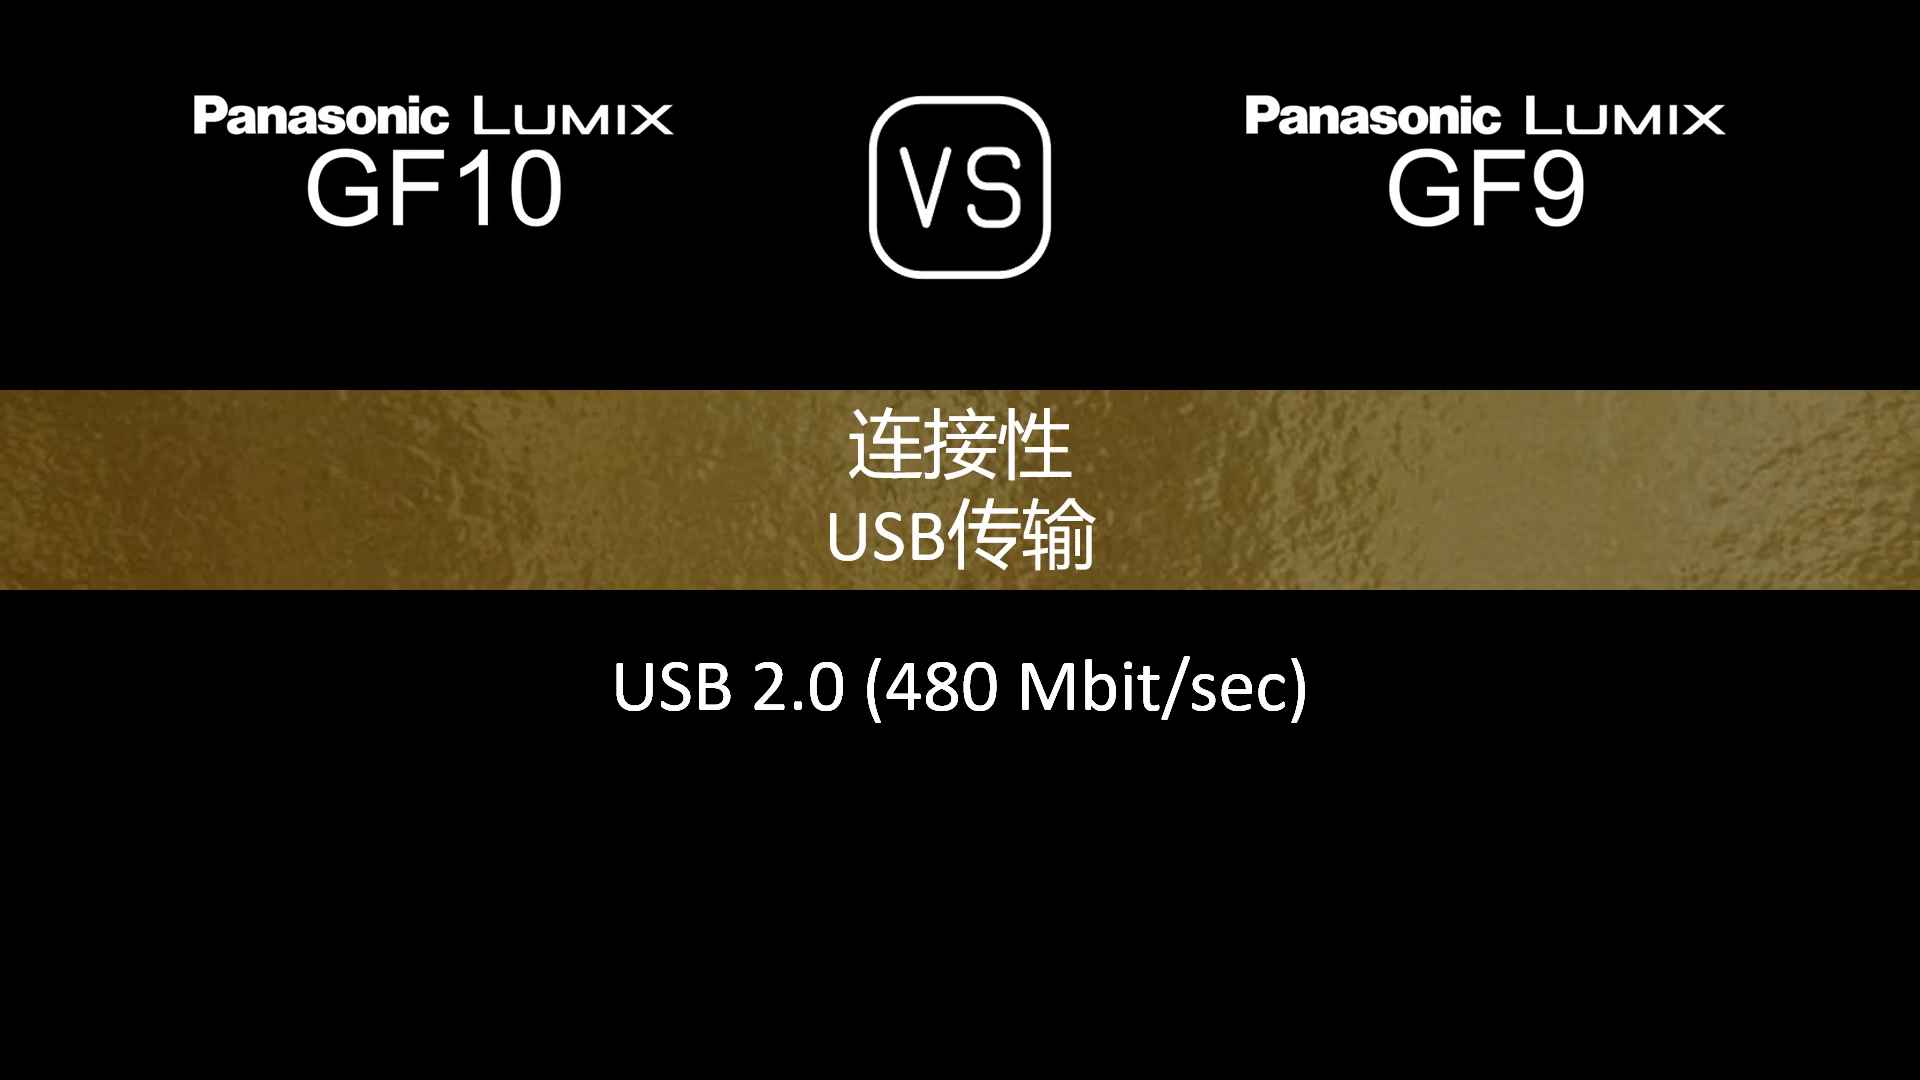 Panasonic LUMIX
GF10
VS
Panasonic LUMIX
GF9
连接性
USB传输
USB 2.0 (480 Mbit/sec)